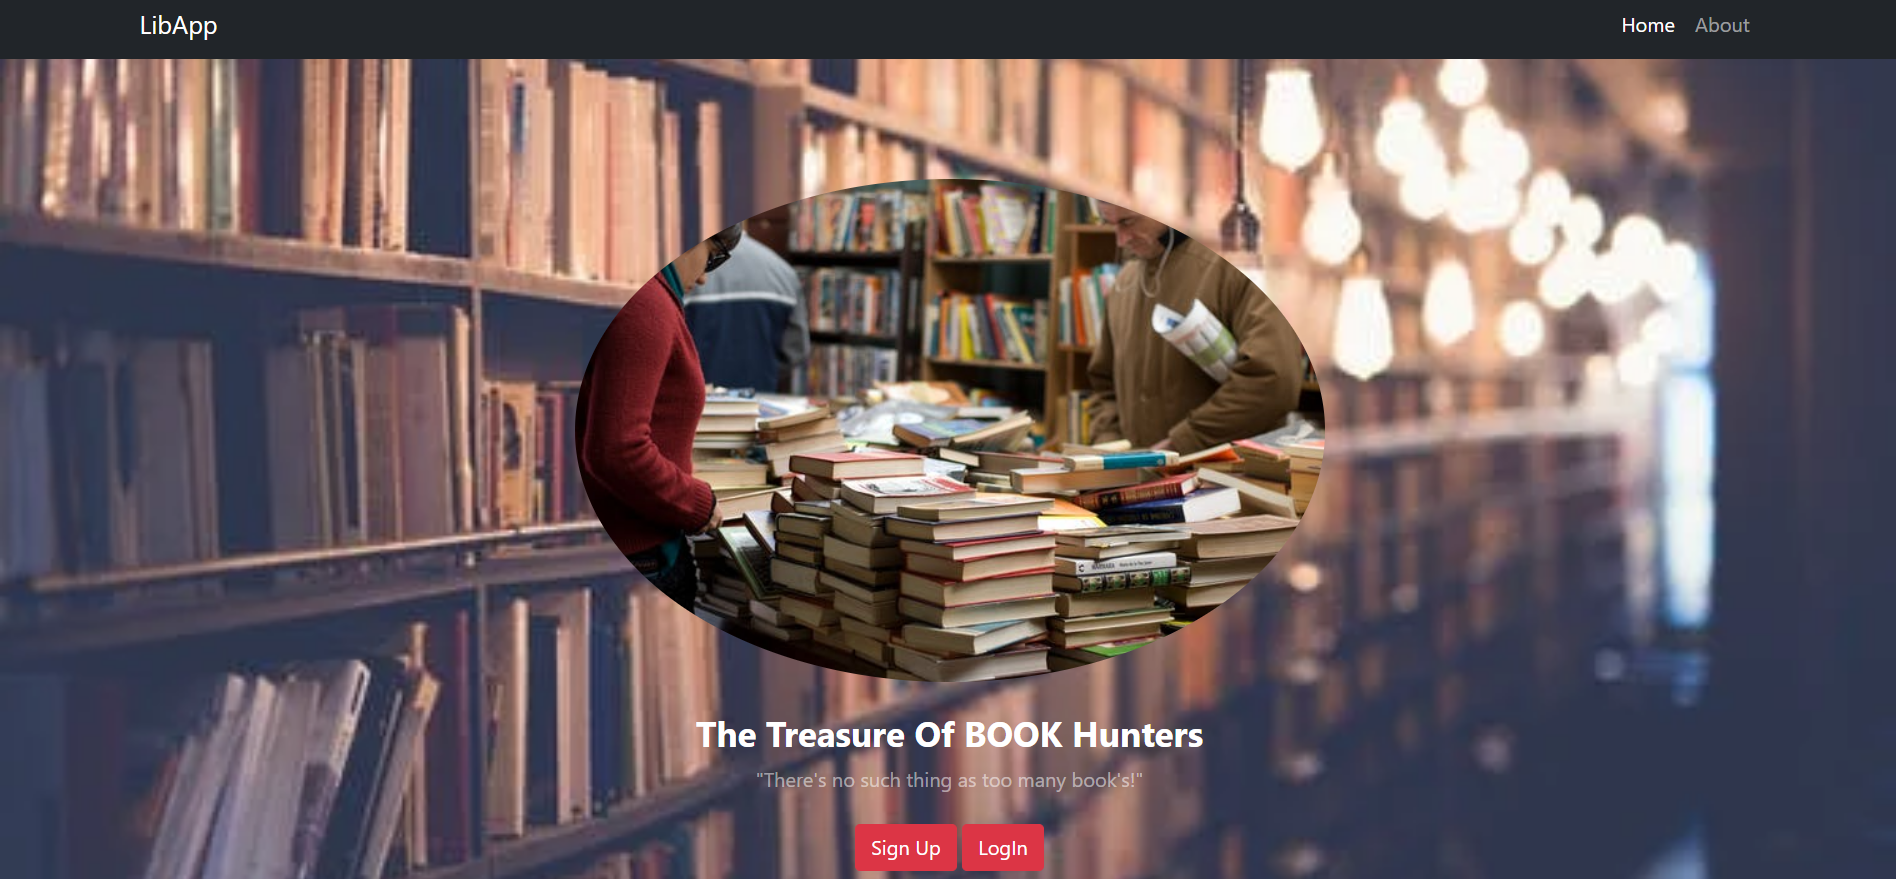 LibApp
Home About
The Treasure Of BOOK Hunters
"There's no such thing as too many book's!"
Sign Up LogIn